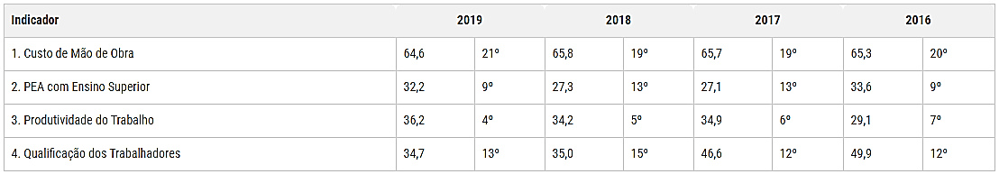 Indicador 2019 2018 2017 2016
1. Custo de Mão de Obra 64,6 21º 65,8 19º 65,7 19º 65,3 20º
2. PEA com Ensino Superior 32,2 9º 27,3 13º 27,1 13º 33,6 9º
3. Produtividade do Trabalho 36,2 4º 34,2 5º 34,9 6º 29,1 7º
4. Qualificação dos Trabalhadores 34,7 13º 35,0 15º 46,6 12º 49,9 12º